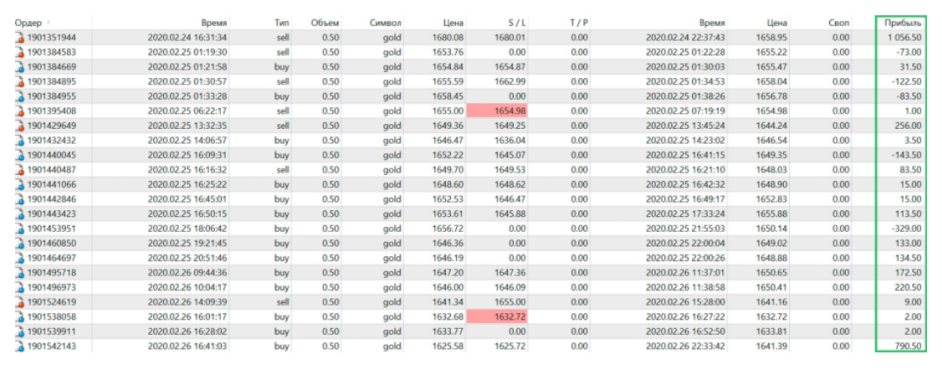 Ордер Время Тип Объем Символ Цена S / L T / P Время Цена Своп Прибыль
1901351944 2020.02.24 16:31:34 sell 0.50 gold 1680.08 1680.01 0.00 2020.02.24 22:37:43 1658.95 0.00 1 056.50
1901384583 2020.02.25 01:19:30 sell 0.50 gold 1653.76 0.00 0.00 2020.02.25 01:22:28 1655.22 0.00 -73.00
1901384669 2020.02.25 01:21:58 buy 0.50 gold 1654.84 1654.87 0.00 2020.02.25 01:30:03 1655.47 0.00 31.50
1901384895 2020.02.25 01:30:57 sell 0.50 gold 1655.59 1662.99 0.00 2020.02.25 01:34:53 1658.04 0.00 -122.50
1901384955 2020.02.25 01:33:28 buy 0.50 gold 1658.45 0.00 0.00 2020.02.25 01:38:26 1656.78 0.00 -83.50
1901395408 2020.02.25 06:22:17 sell 0.50 gold 1655.00 1654.98 0.00 2020.02.25 07:19:19 1654.98 0.00 1.00
1901429649 2020.02.25 13:32:35 sell 0.50 gold 1649.36 1649.25 0.00 2020.02.25 13:45:24 1644.24 0.00 256.00
1901432432 2020.02.25 14:06:57 buy 0.50 gold 1646.47 1636.04 0.00 2020.02.25 14:23:02 1646.54 0.00 3.50
1901440045 2020.02.25 16:09:31 buy 0.50 gold 1652.22 1645.07 0.00 2020.02.25 16:41:15 1649.35 0.00 -143.50
1901440487 2020.02.25 16:16:32 sell 0.50 gold 1649.70 1649.53 0.00 2020.02.25 16:21:10 1648.03 0.00 83.50
1901441066 2020.02.25 16:25:22 buy 0.50 gold 1648.60 1648.62 0.00 2020.02.25 16:42:32 1648.90 0.00 15.00
1901442846 2020.02.25 16:45:01 buy 0.50 gold 1652.53 1646.47 0.00 2020.02.25 16:49:17 1652.83 0.00 15.00
1901443423 2020.02.25 16:50:15 buy 0.50 gold 1653.61 1645.88 0.00 2020.02.25 17:33:24 1655.88 0.00 113.50
1901453951 2020.02.25 18:06:42 buy 0.50 gold 1656.72 0.00 0.00 2020.02.25 21:55:03 1650.14 0.00 -329.00
1901460850 2020.02.25 19:21:45 buy 0.50 gold 1646.36 0.00 0.00 2020.02.25 22:00:04 1649.02 0.00 133.00
1901464697 2020.02.25 20:51:46 buy 0.50 gold 1646.19 0.00 0.00 2020.02.25 22:00:26 1648.88 0.00 134.50
1901495718 2020.02.26 09:44:36 buy 0.50 gold 1647.20 1647.36 0.00 2020.02.26 11:37:01 1650.65 0.00 172.50
1901496973 2020.02.26 10:04:17 buy 0.50 gold 1646.00 1646.09 0.00 2020.02.26 11:38:58 1650.41 0.00 220.50
1901524619 2020.02.26 14:09:39 sell 0.50 gold 1641.34 1655.00 0.00 2020.02.26 15:28:00 1641.16 0.00 9.00
1901538058 2020.02.26 16:01:17 buy 0.50 gold 1632.68 1632.72 0.00 2020.02.26 16:27:22 1632.72 0.00 2.00
1901539911 2020.02.26 16:28:02 buy 0.50 gold 1633.77 0.00 0.00 2020.02.26 16:52:50 1633.81 0.00 2.00
1901542143 2020.02.26 16:41:03 buy 0.50 gold 1625.58 1625.72 0.00 2020.02.26 22:33:42 1641.39 0.00 790.50